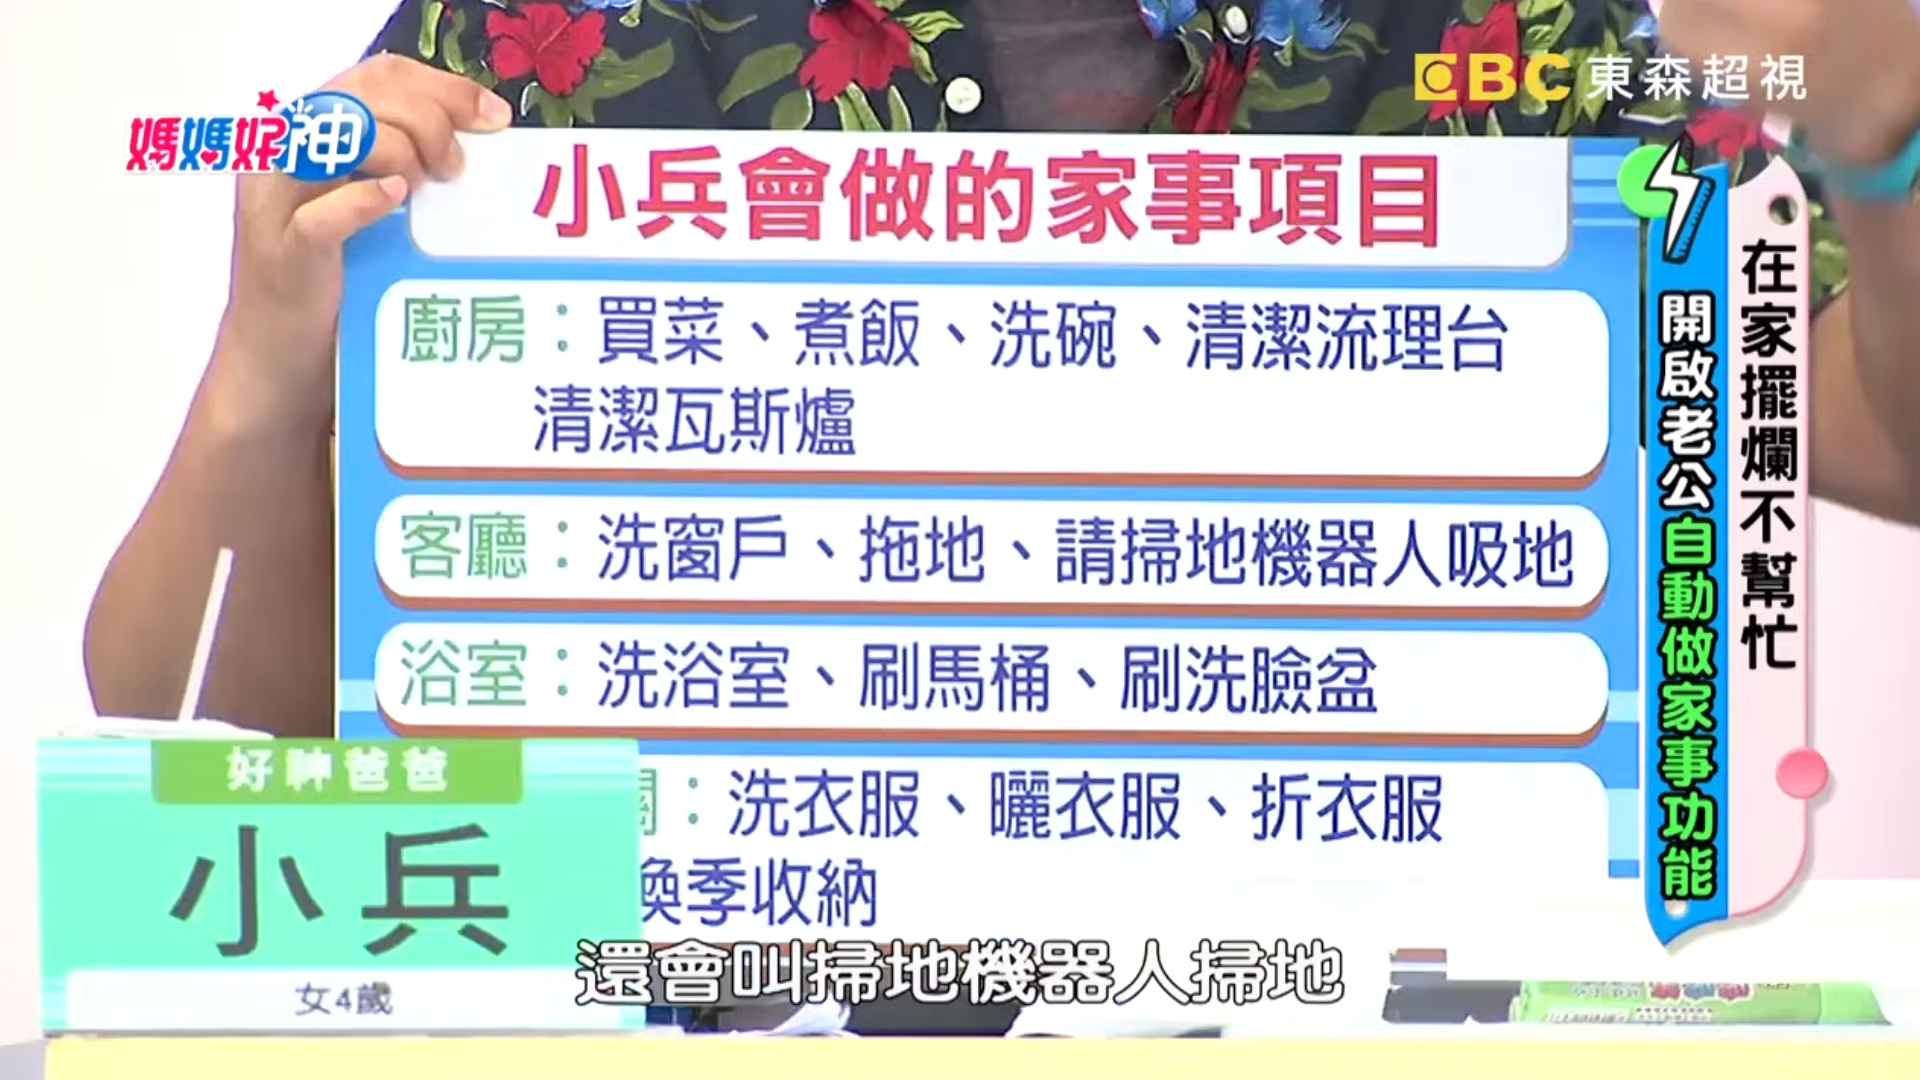 媽媽好神
EBC 東森超視
小兵會做的家事項目
廚房：買菜、煮飯、洗碗、清潔流理台
清潔瓦斯爐
客廳：洗窗戶、拖地、請掃地機器人吸地
浴室：洗浴室、刷馬桶、刷洗臉盆
：洗衣服、曬衣服、折衣服
換季收納
在家擺爛不幫忙
開啟老公自動做家事功能
好神爸爸
小兵
女4歲
還會叫掃地機器人掃地